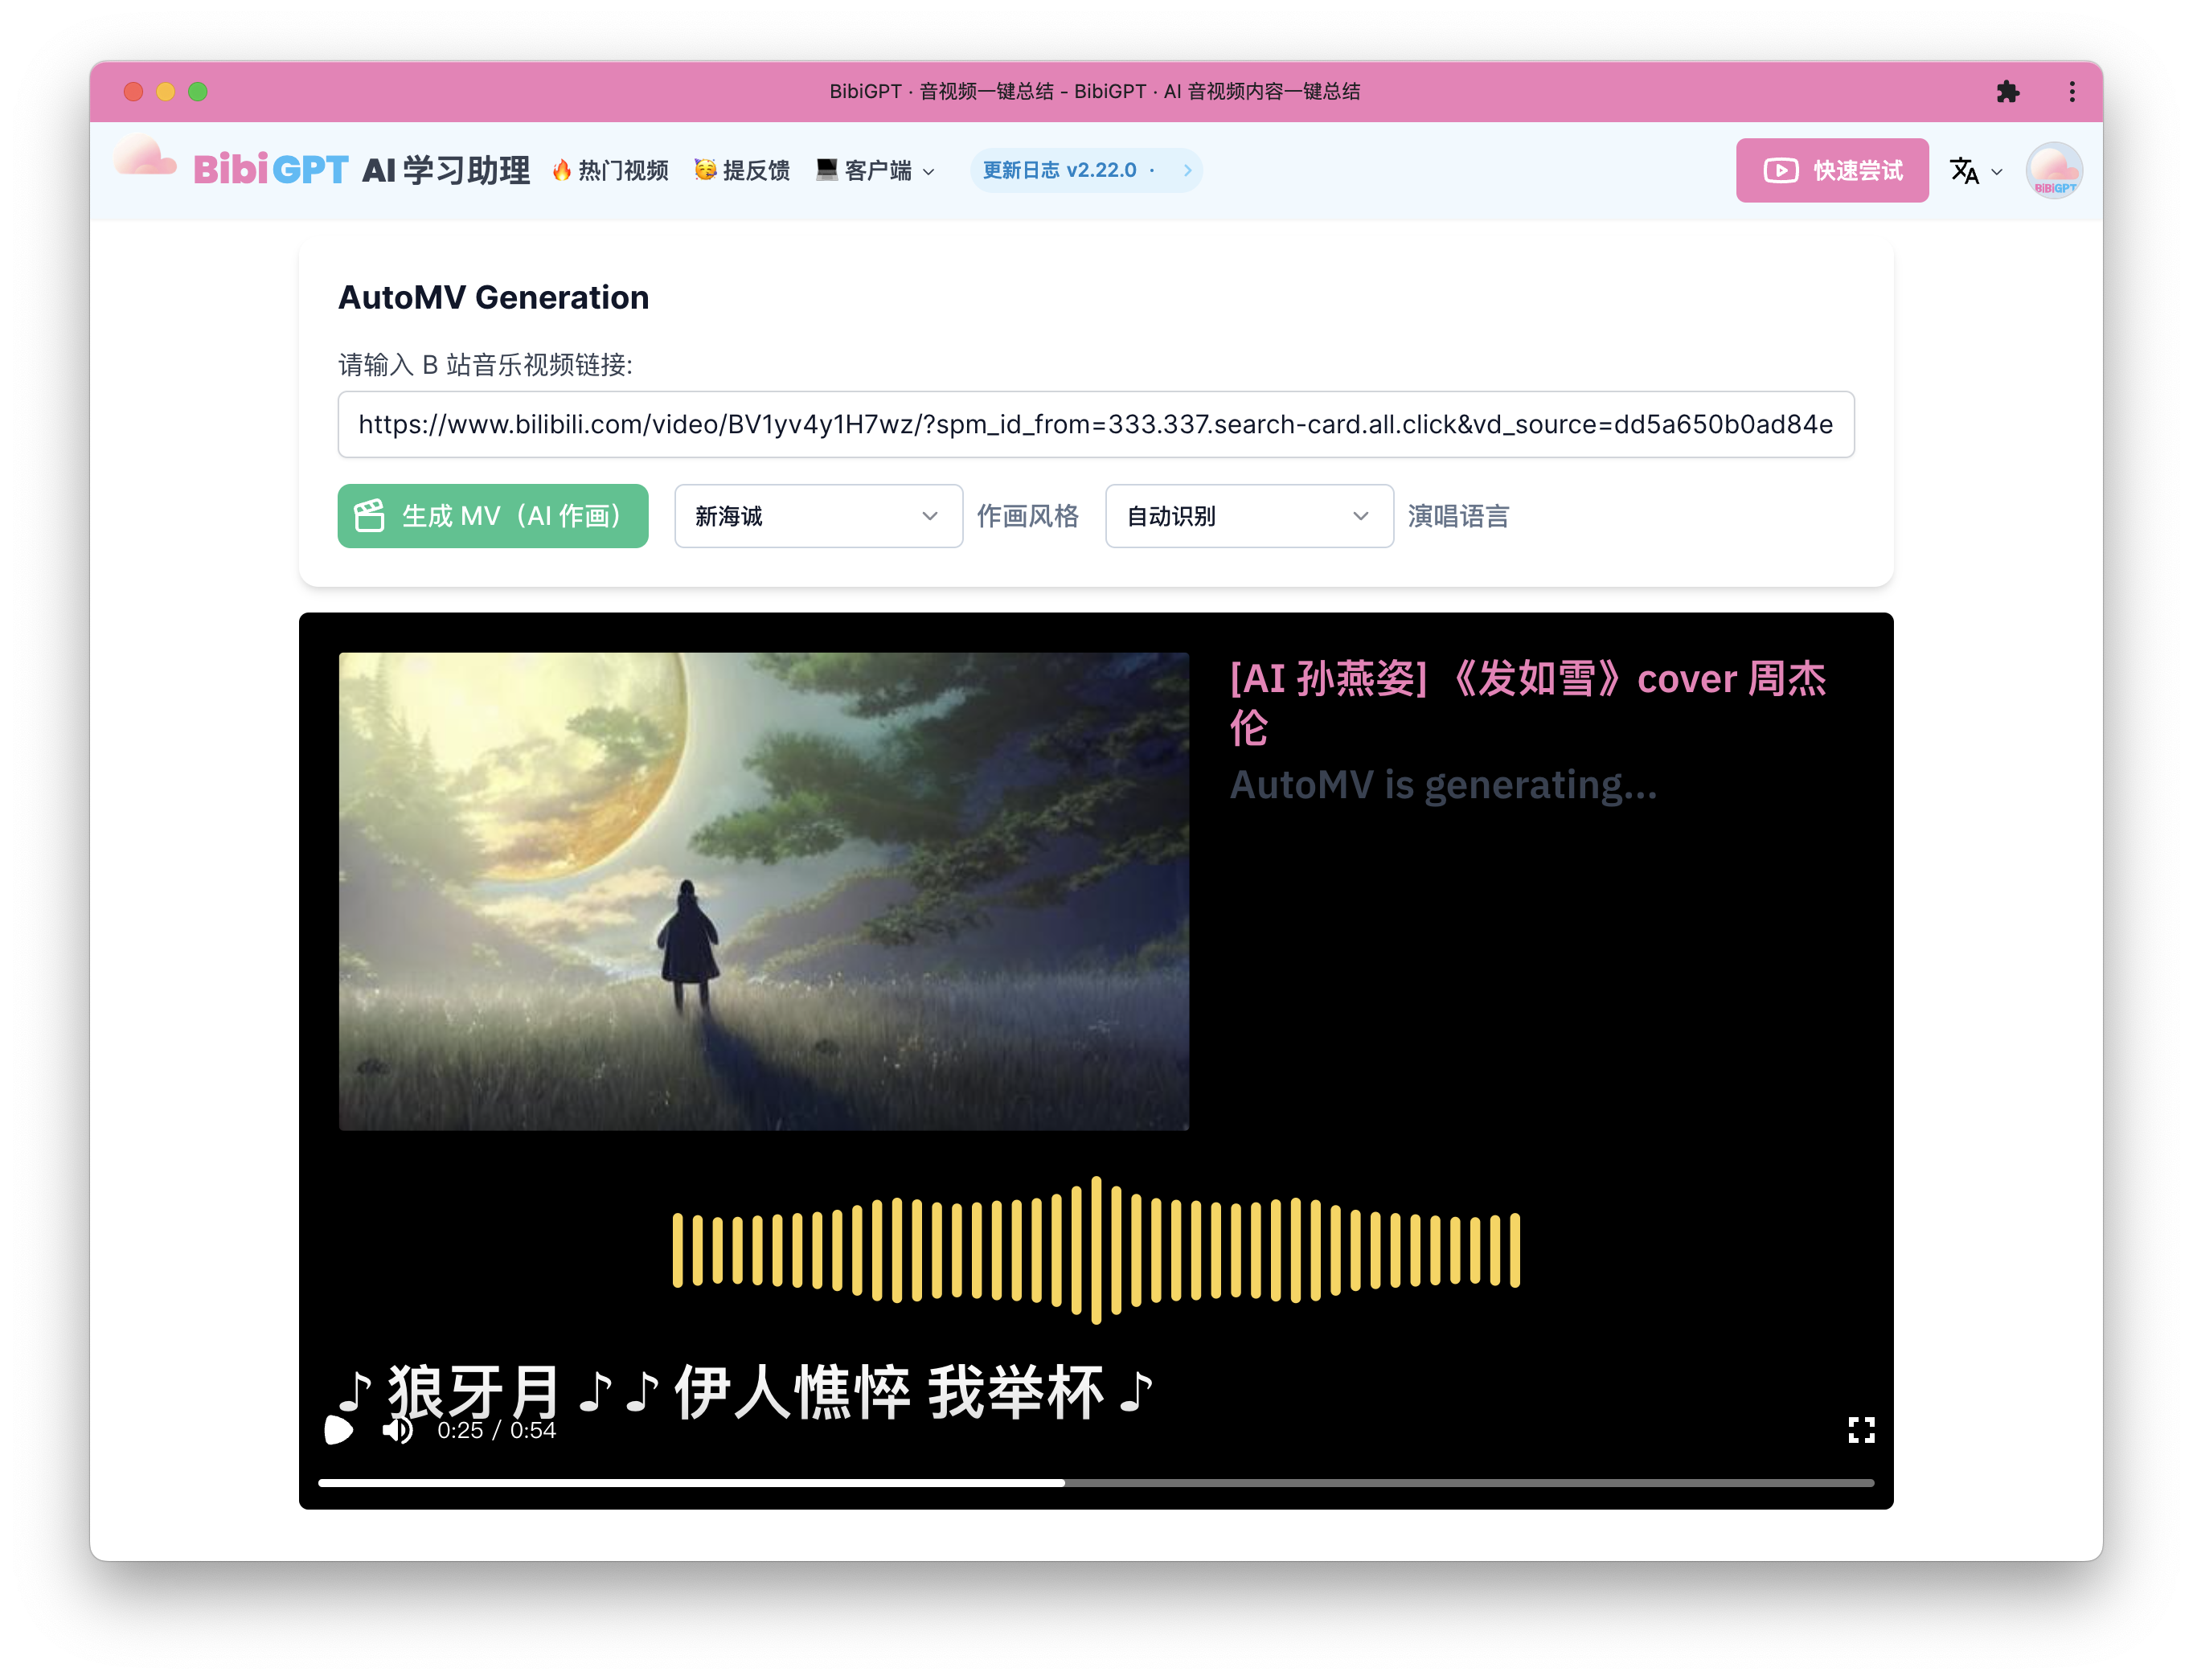 BibiGPT · 音视频一键总结 - BibiGPT · AI 音视频内容一键总结
BibiGPT AI 学习助理 🔥 热门视频 🥳 提反馈 💻 客户端 更新日志 v2.22.0 · 快速尝试 BiBiGPT
AutoMV Generation
请输入 B 站音乐视频链接:
https://www.bilibili.com/video/BV1yv4y1H7wz/?spm_id_from=333.337.search-card.all.click&vd_source=dd5a650b0ad84e
生成 MV（AI 作画） 新海诚 作画风格 自动识别 演唱语言
[AI 孙燕姿] 《发如雪》cover 周杰
伦
AutoMV is generating...
♪ 狼牙月 ♪ ♪ 伊人憔悴 我举杯 ♪
0:25 / 0:54